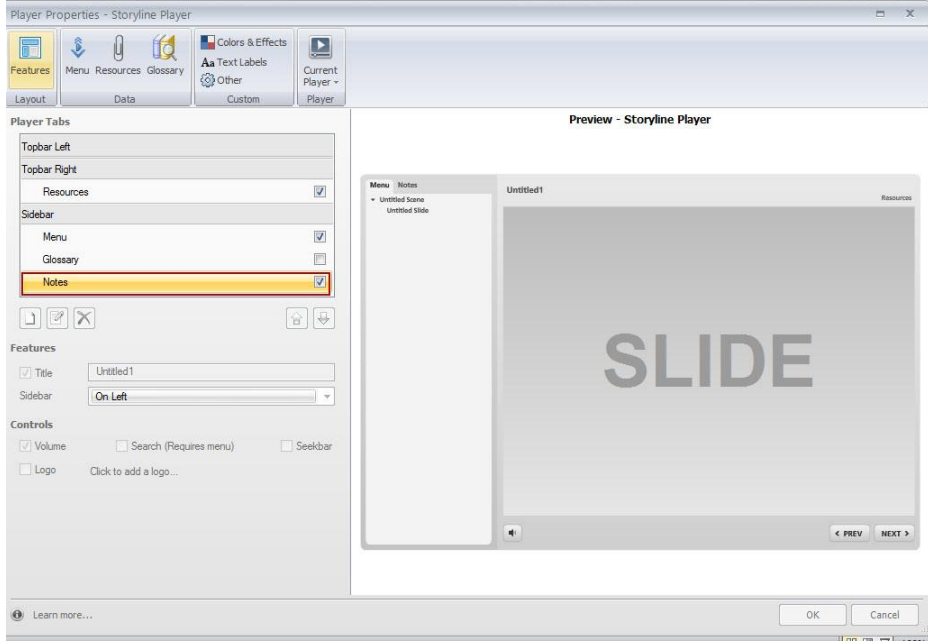 Player Properties - Storyline Player
Features
Menu Resources Glossary
Colors & Effects
Aa Text Labels
Other
Current
Player
Layout
Data
Custom
Player
Player Tabs
Topbar Left
Topbar Right
Resources
Sidebar
Menu
Glossary
Notes
Features
Title
Untitled1
Sidebar
On Left
Controls
Volume
Search (Requires menu)
Seekbar
Logo
Click to add a logo...
Preview - Storyline Player
Menu Notes
Untitled Scene
Untitled Slide
Untitled1
Resources
SLIDE
< PREV
NEXT >
Learn more...
OK
Cancel